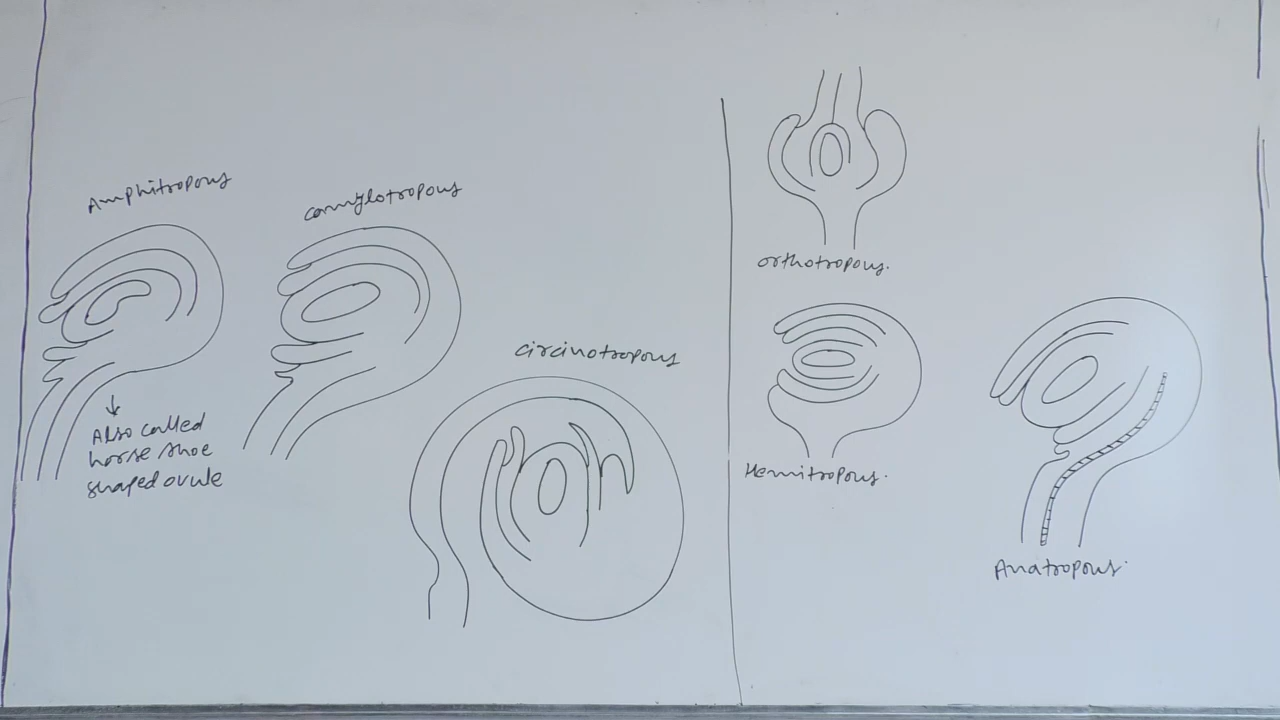 Amphitropous
Camylotropous
circinotropous
Also called
horse shoe
shaped ovule
orthotropous.
Hemitropous.
Anatropous.